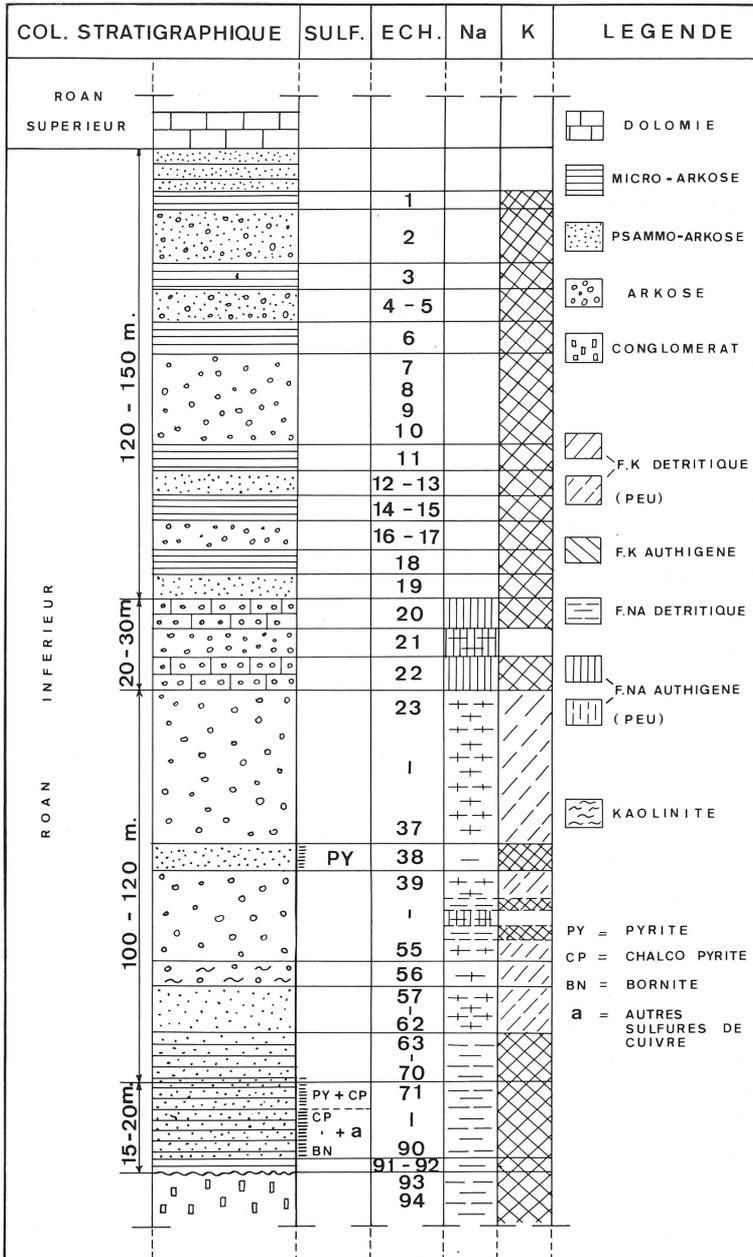 COL. STRATIGRAPHIQUE SULF. ECH. Na K LEGENDE
ROAN
SUPERIEUR
ROAN INFERIEUR
120 - 150 m.
20-30m
100 - 120 m.
15-20m.
1
2
3
4 - 5
6
7
8
9
10
11
12 - 13
14 - 15
16 - 17
18
19
20
21
22
23
I
37
PY 38
39
-
55
56
57
-
62
63
-
70
PY + CP 71
CP
' + a I
BN 90
91 - 92
93
94
DOLOMIE
MICRO - ARKOSE
PSAMMO-ARKOSE
ARKOSE
CONGLOMERAT
F.K DETRITIQUE
(PEU)
F.K AUTHIGENE
F.NA DETRITIQUE
F.NA AUTHIGENE
(PEU)
KAOLINITE
PY = PYRITE
CP = CHALCO PYRITE
BN = BORNITE
a = AUTRES
SULFURES DE
CUIVRE